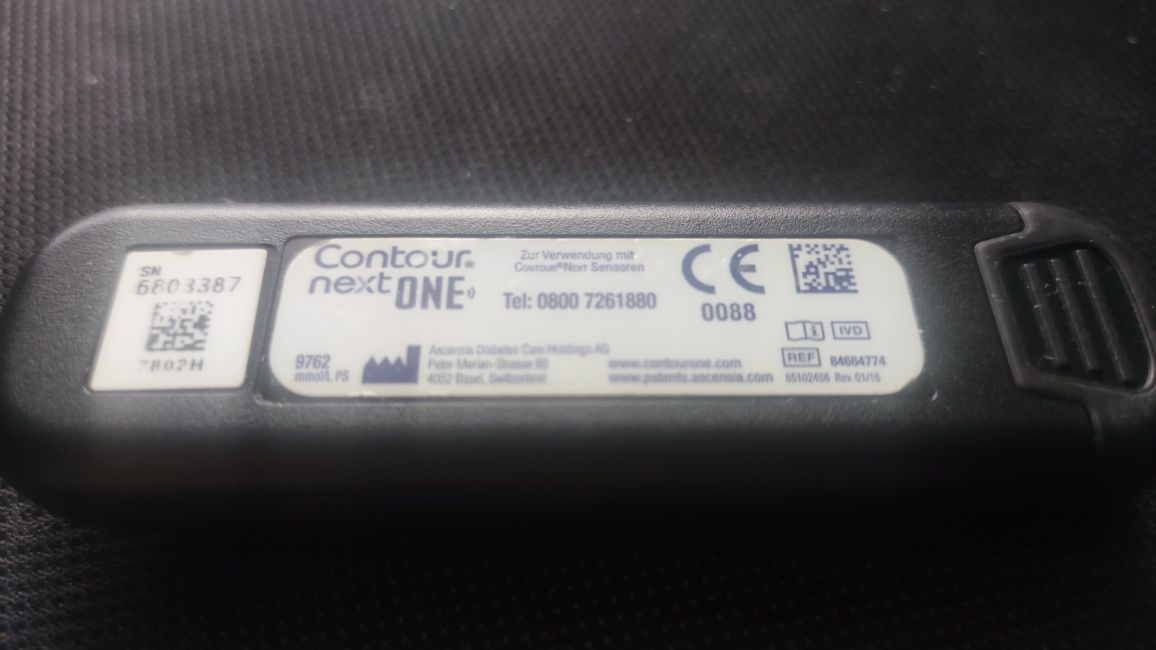 SN
6803387
7802H
Contour®
next ONE
Zur Verwendung mit
CONTOUR®NEXT Sensoren
Tel: 0800 7261880
CE
0088
9762
mmol/L PS
Ascensia Diabetes Care Holdings AG
Peter Merian-Strasse 90
4052 Basel, Switzerland
www.contourone.com
www.patents.ascensia.com
i
IVD
REF 84664774
85102456 Rev. 01/16